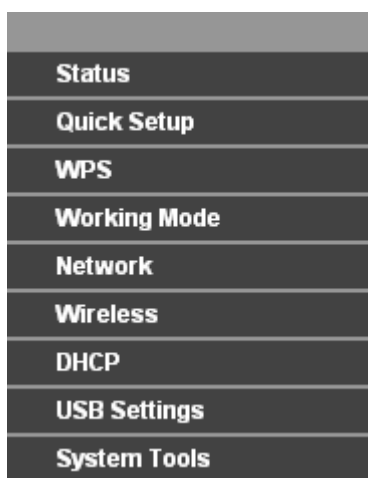 Status
Quick Setup
WPS
Working Mode
Network
Wireless
DHCP
USB Settings
System Tools